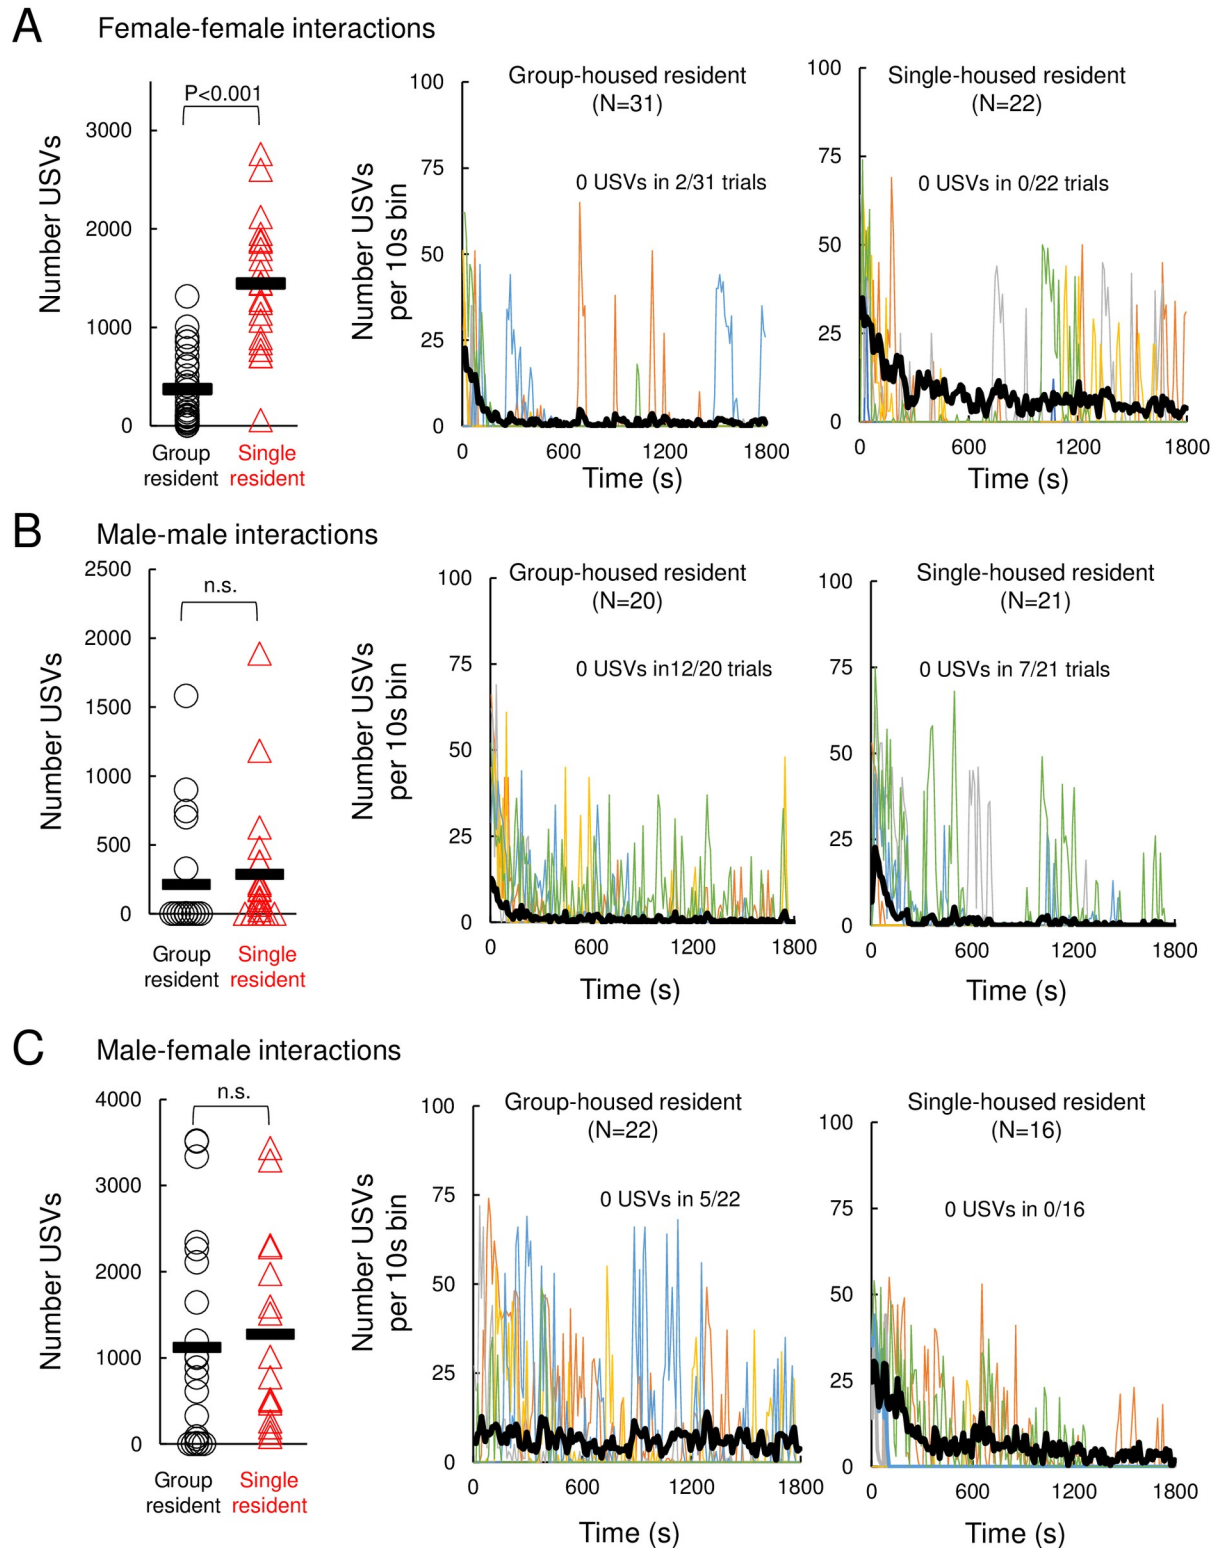 A
Female-female interactions
Number USVs
3000
2000
1000
0
P<0.001
Group
resident
Single
resident
Number USVs
per 10s bin
100
75
50
25
0
Group-housed resident
(N=31)
0 USVs in 2/31 trials
0
600
1200
1800
Time (s)
100
75
50
25
0
Single-housed resident
(N=22)
0 USVs in 0/22 trials
0
600
1200
1800
Time (s)
B
Male-male interactions
Number USVs
2500
2000
1500
1000
500
0
n.s.
Group
resident
Single
resident
Number USVs
per 10s bin
100
75
50
25
0
Group-housed resident
(N=20)
0 USVs in12/20 trials
0
600
1200
1800
Time (s)
100
75
50
25
0
Single-housed resident
(N=21)
0 USVs in 7/21 trials
0
600
1200
1800
Time (s)
C
Male-female interactions
Number USVs
4000
3000
2000
1000
0
n.s.
Group
resident
Single
resident
Number USVs
per 10s bin
100
75
50
25
0
Group-housed resident
(N=22)
0 USVs in 5/22
0
600
1200
1800
Time (s)
100
75
50
25
0
Single-housed resident
(N=16)
0 USVs in 0/16
0
600
1200
1800
Time (s)